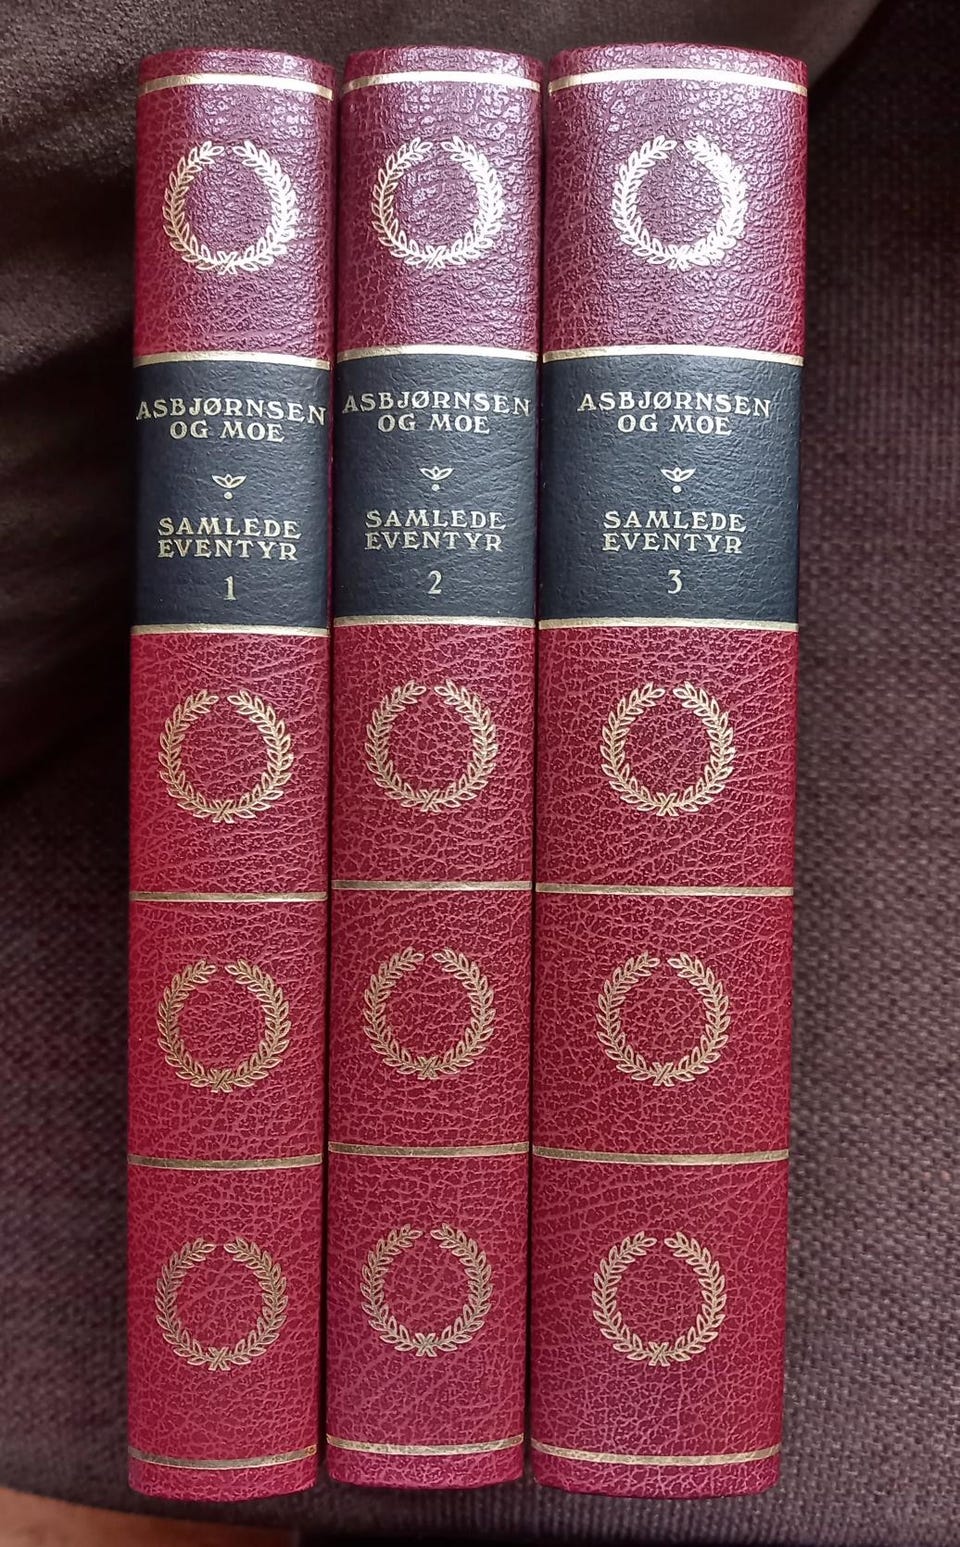 ASBJØRNSEN
OG MOE
SAMLEDE
EVENTYR
1
ASBJØRNSEN
OG MOE
SAMLEDE
EVENTYR
2
ASBJØRNSEN
OG MOE
SAMLEDE
EVENTYR
3